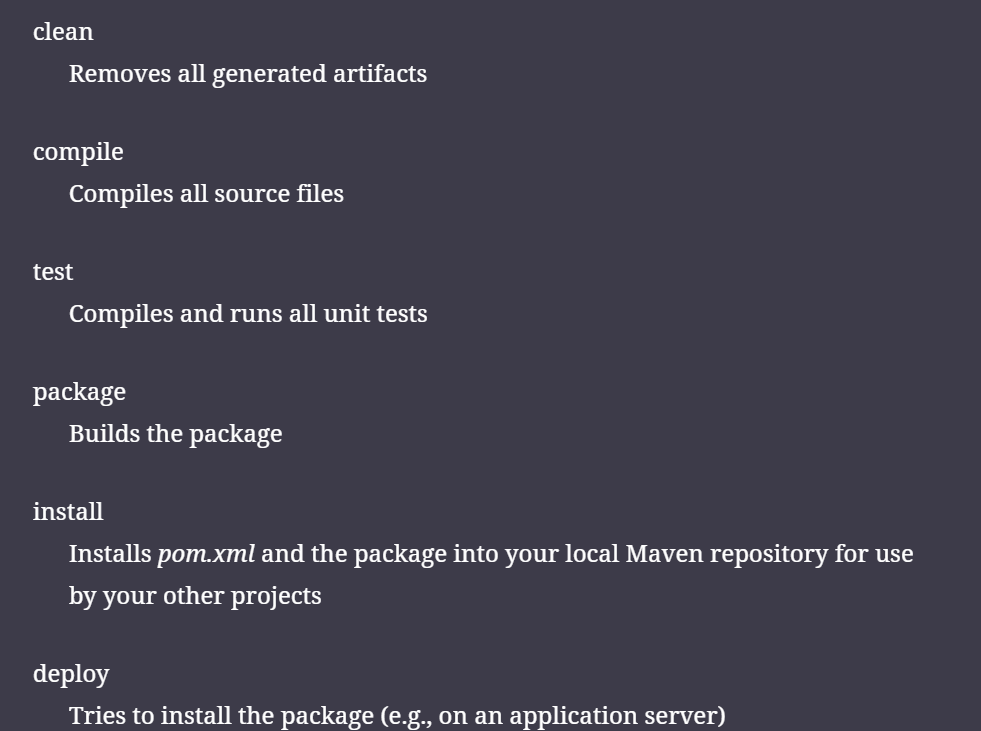 clean
Removes all generated artifacts
compile
Compiles all source files
test
Compiles and runs all unit tests
package
Builds the package
install
Installs pom.xml and the package into your local Maven repository for use
by your other projects
deploy
Tries to install the package (e.g., on an application server)